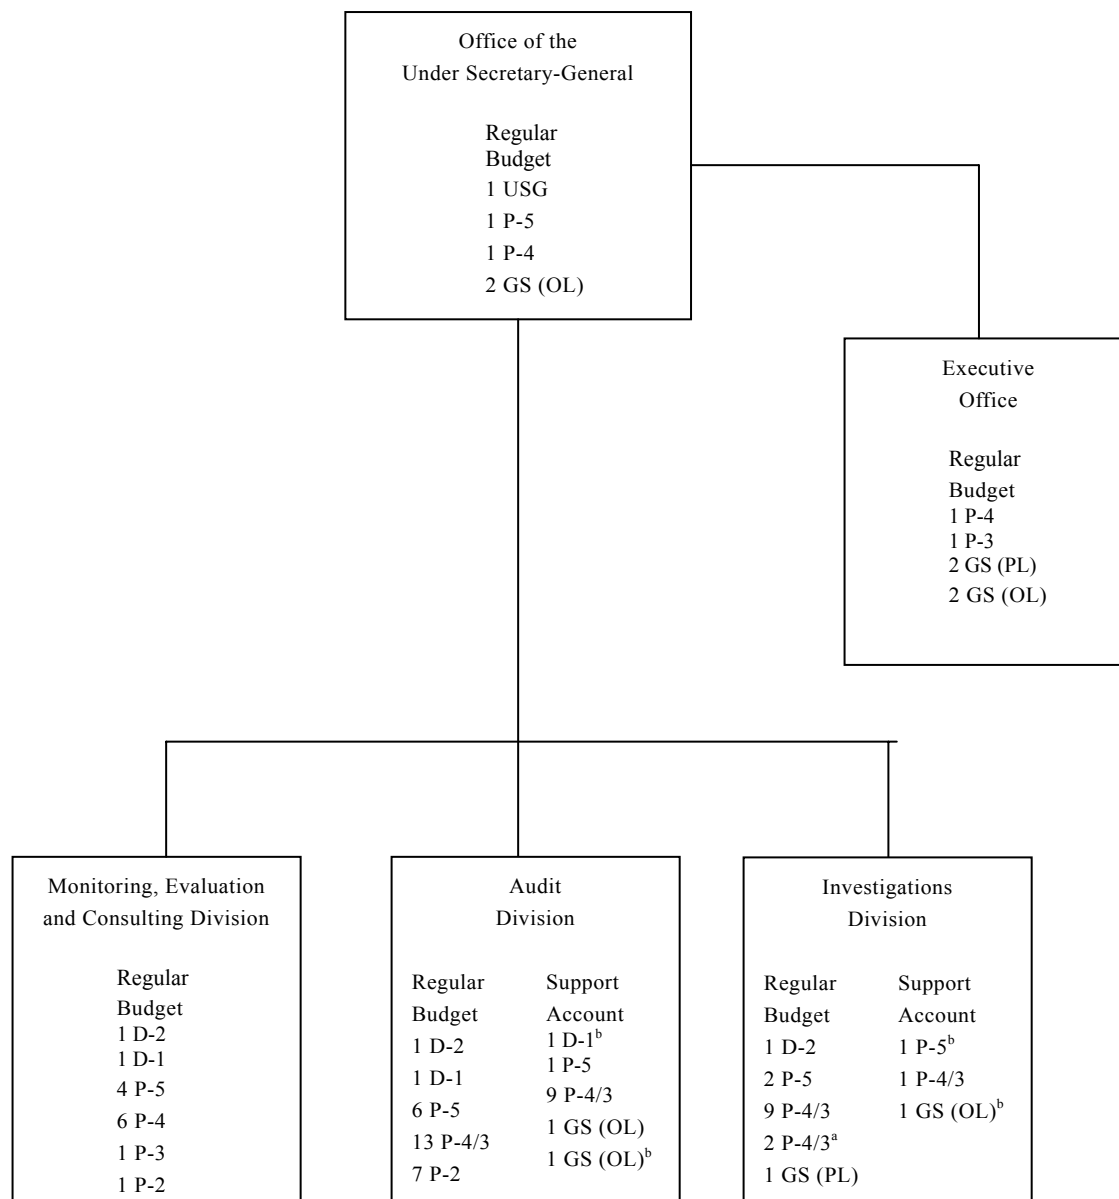 Office of the
Under Secretary-General
Regular
Budget
1 USG
1 P-5
1 P-4
2 GS (OL)
Executive
Office
Regular
Budget
1 P-4
1 P-3
2 GS (PL)
2 GS (OL)
Monitoring, Evaluation
and Consulting Division
Regular
Budget
1 D-2
1 D-1
4 P-5
6 P-4
1 P-3
1 P-2
Audit
Division
Regular
Budget
1 D-2
1 D-1
6 P-5
13 P-4/3
7 P-2
Support
Account
1 D-1ᵇ
1 P-5
9 P-4/3
1 GS (OL)
1 GS (OL)ᵇ
Investigations
Division
Regular
Budget
1 D-2
2 P-5
9 P-4/3
2 P-4/3ᵃ
1 GS (PL)
Support
Account
1 P-5ᵇ
1 P-4/3
1 GS (OL)ᵇ